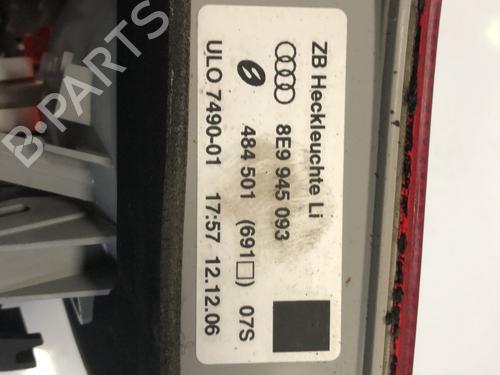 ZB Heckleuchte Li
8E9 945 093
484 501 (691□) 07S
ULO 7490-01 17:57 12.12.06
B-PARTS